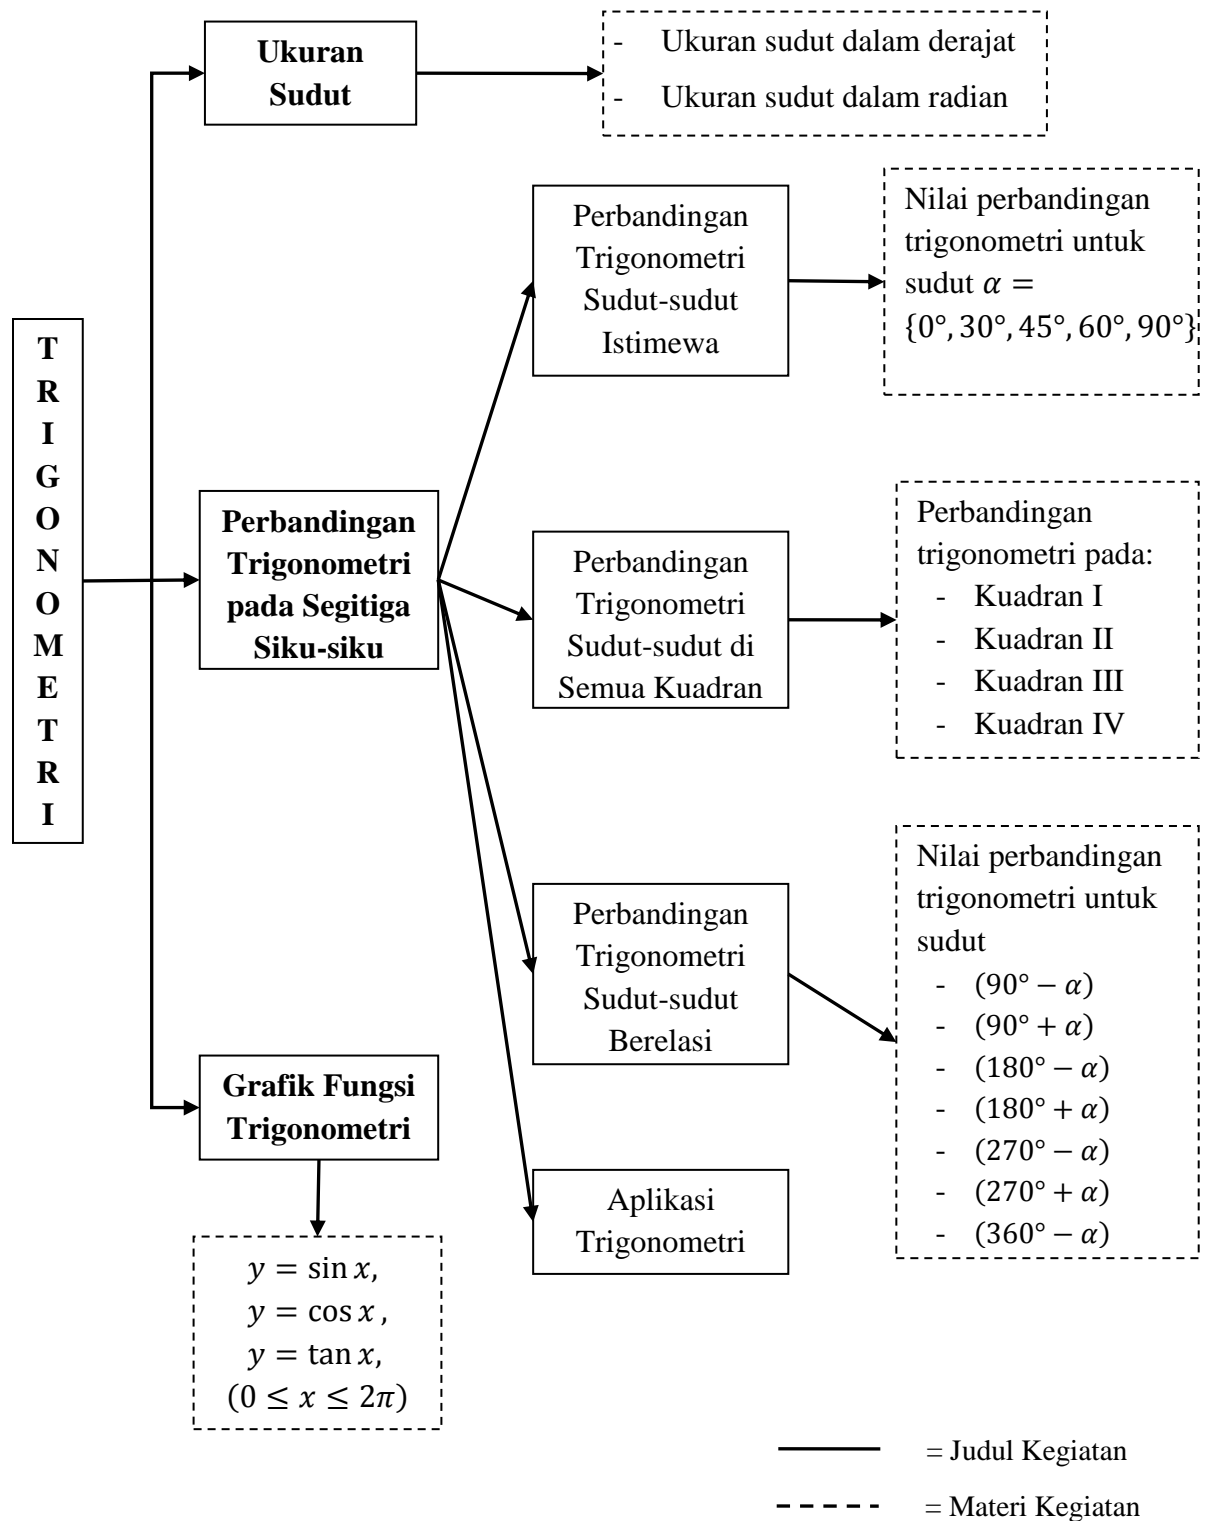 Ukuran
Sudut
- Ukuran sudut dalam derajat
- Ukuran sudut dalam radian
T
R
I
G
O
N
O
M
E
T
R
I
Perbandingan
Trigonometri
pada Segitiga
Siku-siku
Perbandingan
Trigonometri
Sudut-sudut
Istimewa
Nilai perbandingan
trigonometri untuk
sudut 𝛼 =
{0°, 30°, 45°, 60°, 90°}
Perbandingan
Trigonometri
Sudut-sudut di
Semua Kuadran
Perbandingan
trigonometri pada:
- Kuadran I
- Kuadran II
- Kuadran III
- Kuadran IV
Perbandingan
Trigonometri
Sudut-sudut
Berelasi
Nilai perbandingan
trigonometri untuk
sudut
- (90° − 𝛼)
- (90° + 𝛼)
- (180° − 𝛼)
- (180° + 𝛼)
- (270° − 𝛼)
- (270° + 𝛼)
- (360° − 𝛼)
Aplikasi
Trigonometri
Grafik Fungsi
Trigonometri
𝑦 = sin 𝑥,
𝑦 = cos 𝑥 ,
𝑦 = tan 𝑥,
(0 ≤ 𝑥 ≤ 2𝜋)
= Judul Kegiatan
= Materi Kegiatan